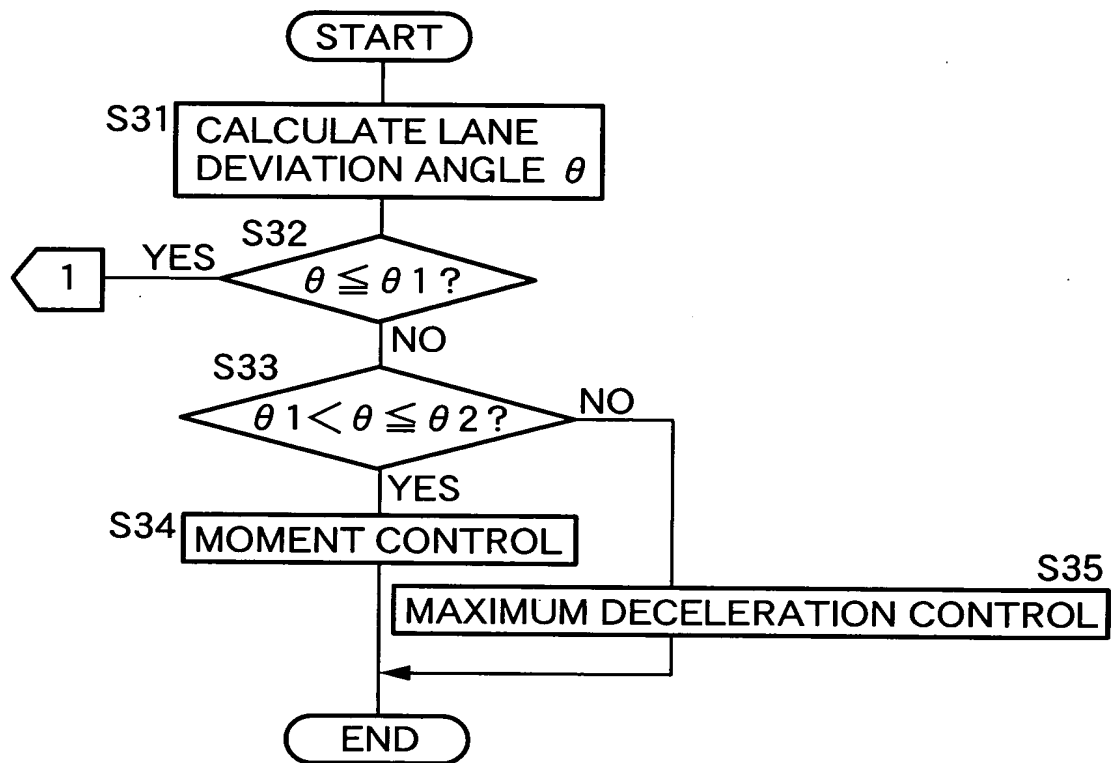 START
S31
CALCULATE LANE
DEVIATION ANGLE θ
S32
1
YES
θ ≦ θ1?
NO
S33
θ1< θ ≦ θ2?
NO
YES
S34
MOMENT CONTROL
S35
MAXIMUM DECELERATION CONTROL
END